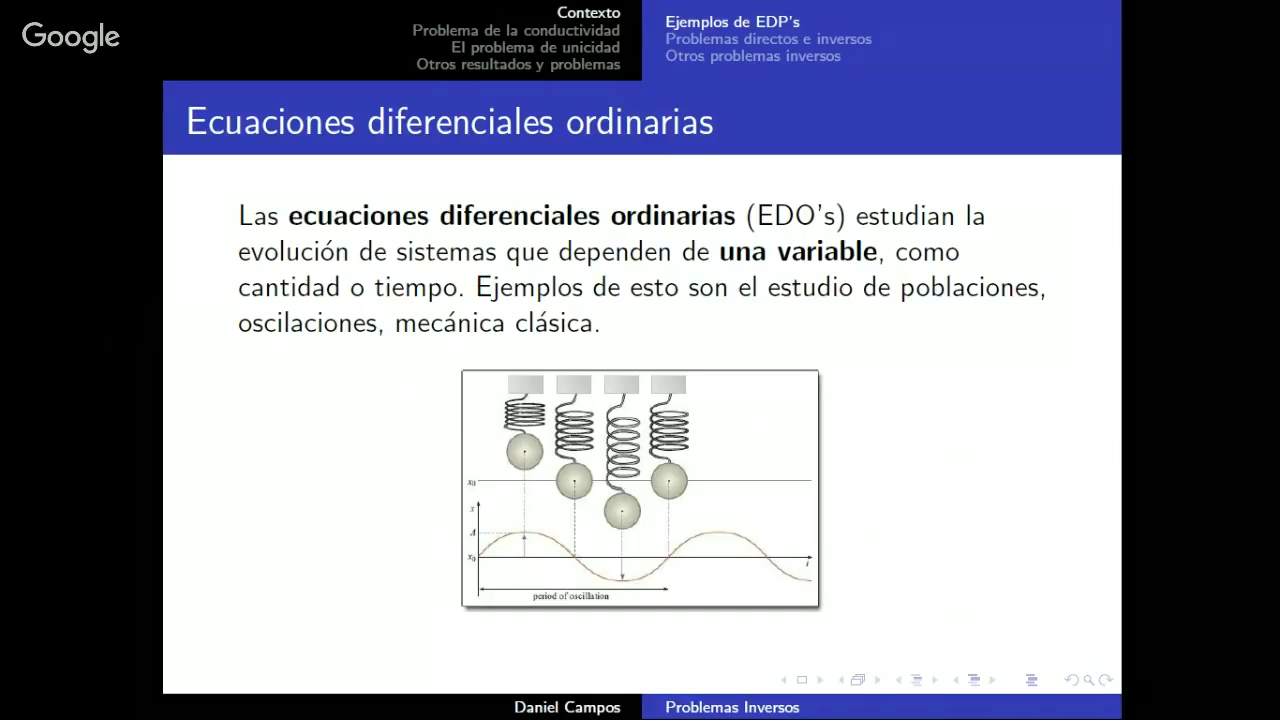 Google
Contexto
Problema de la conductividad
El problema de unicidad
Otros resultados y problemas
Ejemplos de EDP's
Problemas directos e inversos
Otros problemas inversos
Ecuaciones diferenciales ordinarias
Las ecuaciones diferenciales ordinarias (EDO's) estudian la
evolución de sistemas que dependen de una variable, como
cantidad o tiempo. Ejemplos de esto son el estudio de poblaciones,
oscilaciones, mecánica clásica.
x₀
x
A
x₀
t
period of oscillation
Daniel Campos
Problemas Inversos